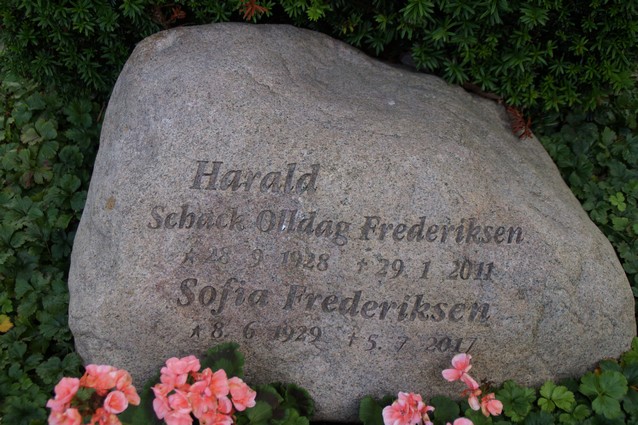 Harald
Schack Olldag Frederiksen
* 28. 9. 1928 † 29. 1. 2011
Sofia Frederiksen
* 8. 6. 1929 † 5. 7. 2017